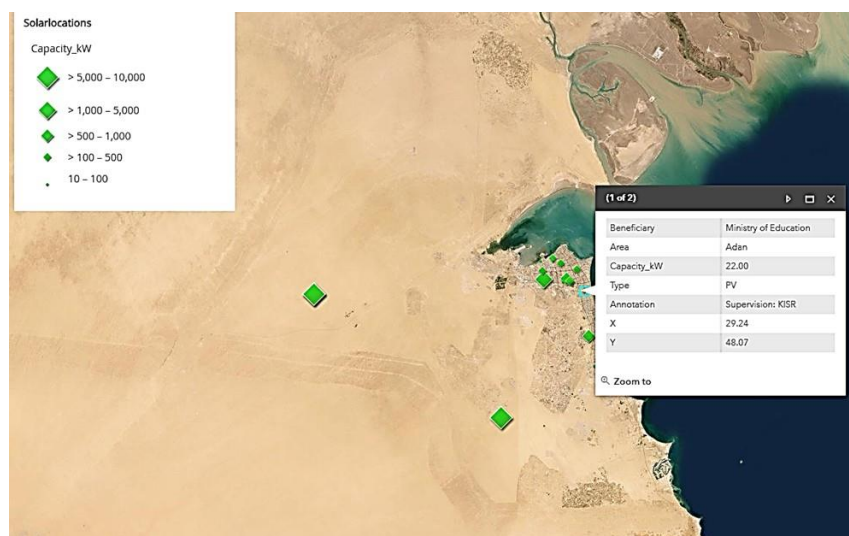 Solarlocations
Capacity_kW
> 5,000 – 10,000
> 1,000 – 5,000
> 500 – 1,000
> 100 – 500
10 – 100
(1 of 2)
Beneficiary Ministry of Education
Area Adan
Capacity_kW 22.00
Type PV
Annotation Supervision: KISR
X 29.24
Y 48.07
Zoom to